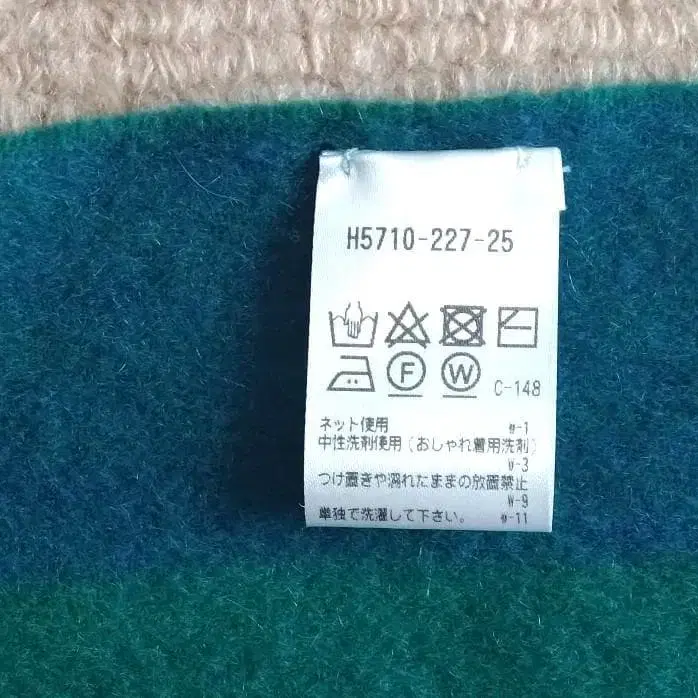 H5710-227-25
F W C-148
ネット使用 W-1
中性洗剤使用(おしゃれ着用洗剤)
W-3
つけ置きや濡れたままの放置禁止
W-9
単独で洗濯して下さい。 W-11